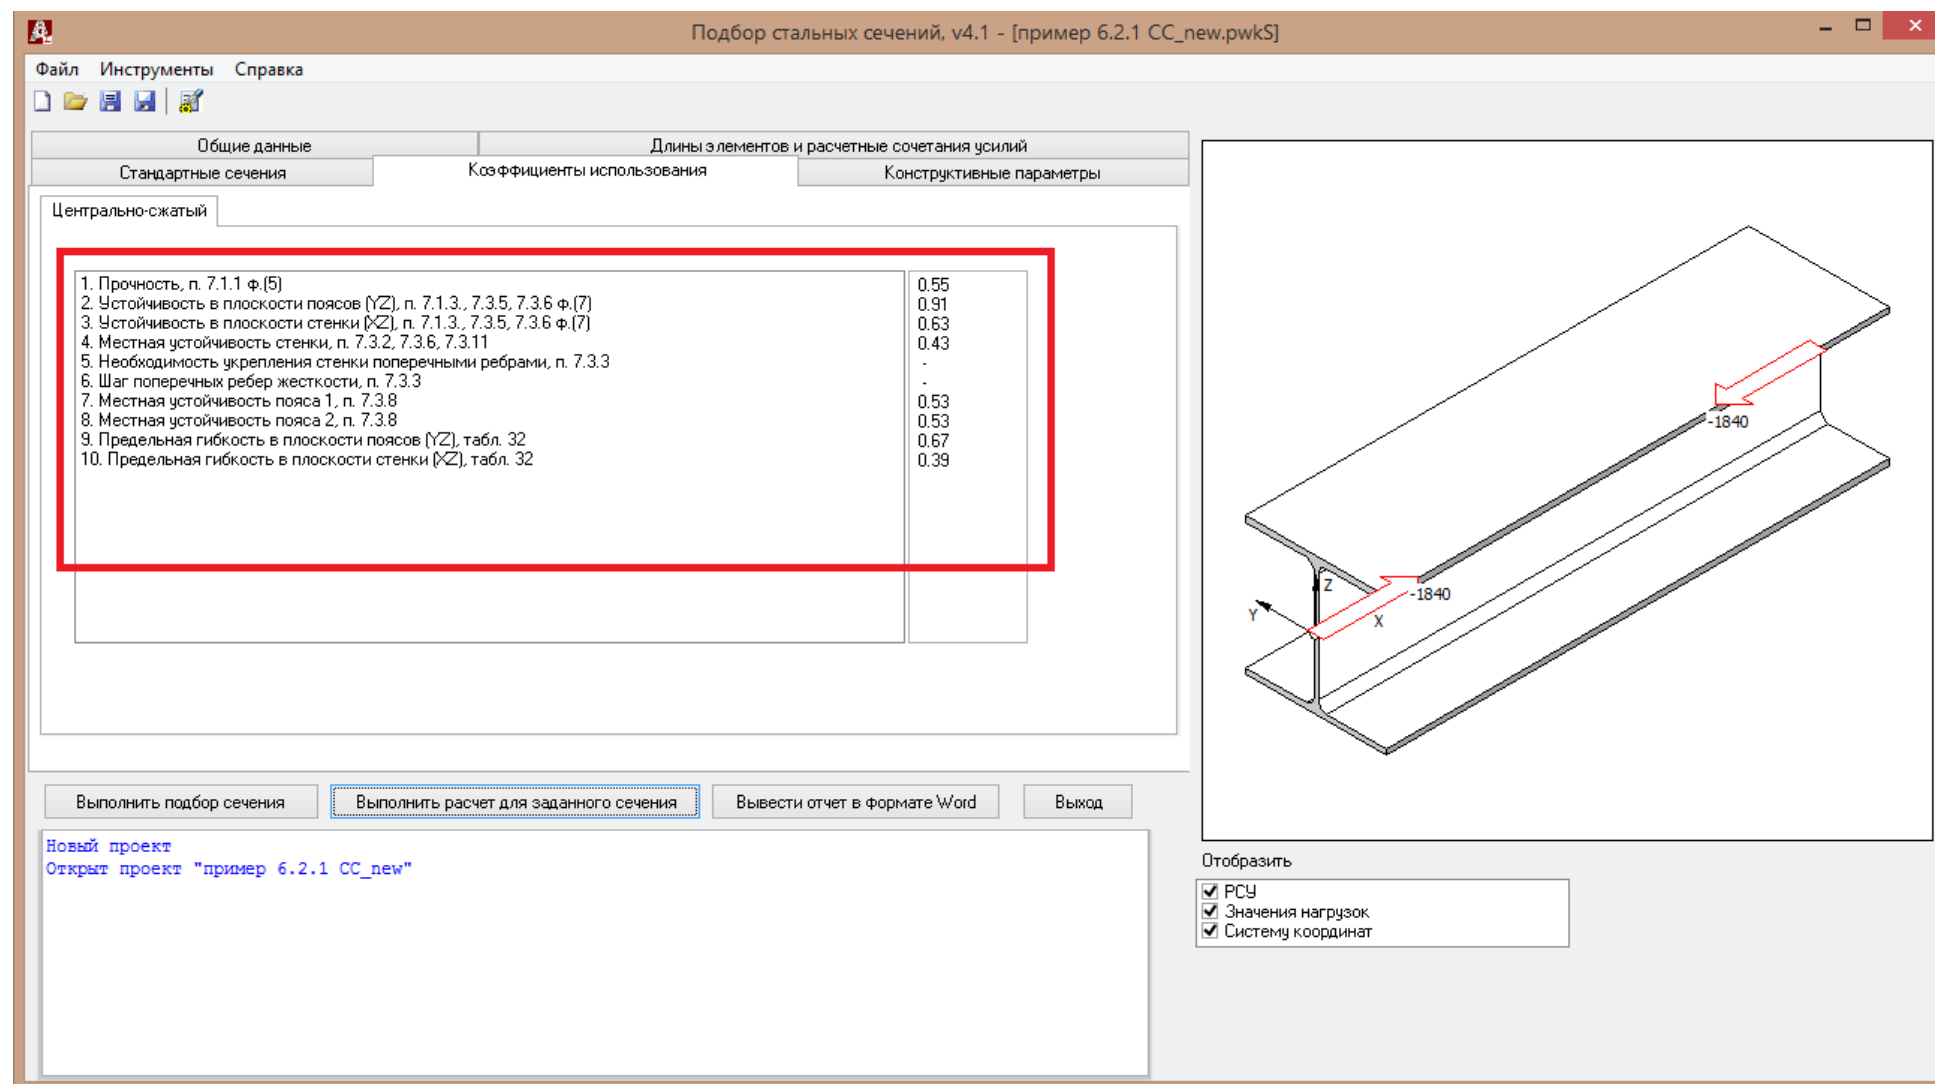 Подбор стальных сечений, v4.1 - [пример 6.2.1 CC_new.pwkS]
Файл Инструменты Справка
Общие данные
Длины элементов и расчетные сочетания усилий
Стандартные сечения
Коэффициенты использования
Конструктивные параметры
Центрально-сжатый
1. Прочность, п. 7.1.1 ф.(5) 0.55
2. Устойчивость в плоскости поясов (YZ), п. 7.1.3., 7.3.5, 7.3.6 ф.(7) 0.91
3. Устойчивость в плоскости стенки (XZ), п. 7.1.3., 7.3.5, 7.3.6 ф.(7) 0.63
4. Местная устойчивость стенки, п. 7.3.2, 7.3.6, 7.3.11 0.43
5. Необходимость укрепления стенки поперечными ребрами, п. 7.3.3 -
6. Шаг поперечных ребер жесткости, п. 7.3.3 -
7. Местная устойчивость пояса 1, п. 7.3.8 0.53
8. Местная устойчивость пояса 2, п. 7.3.8 0.53
9. Предельная гибкость в плоскости поясов (YZ), табл. 32 0.67
10. Предельная гибкость в плоскости стенки (XZ), табл. 32 0.39
-1840
Z
-1840
Y
X
Выполнить подбор сечения
Выполнить расчет для заданного сечения
Вывести отчет в формате Word
Выход
Новый проект
Открыт проект "пример 6.2.1 CC_new"
Отобразить
РСУ
Значения нагрузок
Систему координат